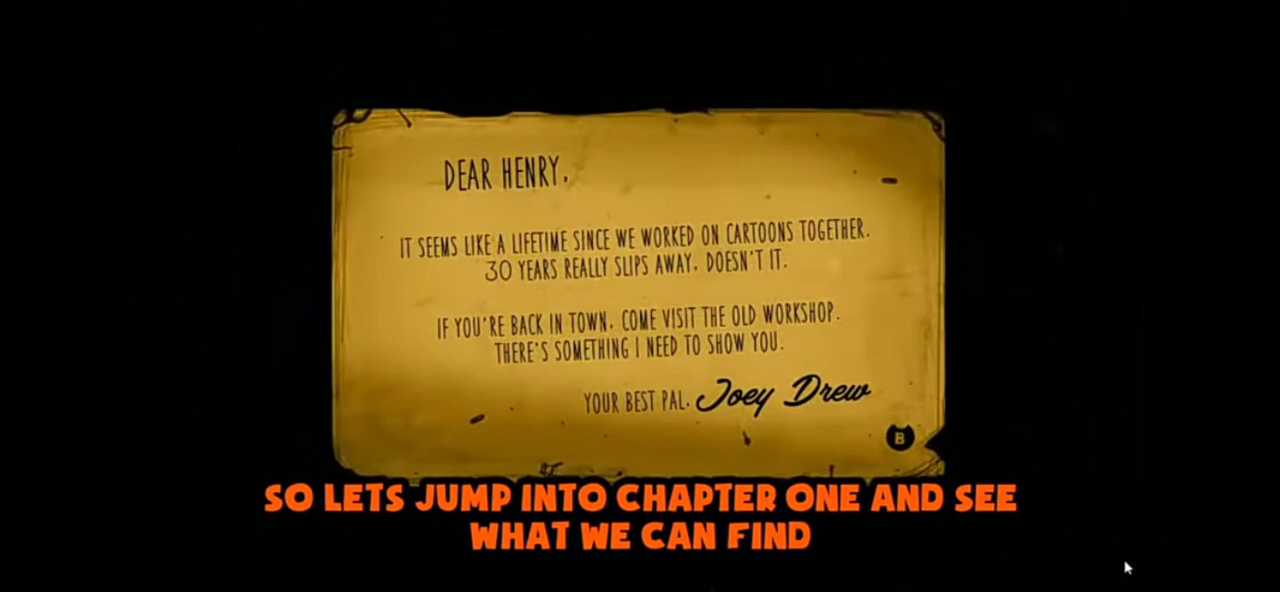 DEAR HENRY,
IT SEEMS LIKE A LIFETIME SINCE WE WORKED ON CARTOONS TOGETHER.
30 YEARS REALLY SLIPS AWAY, DOESN'T IT.
IF YOU'RE BACK IN TOWN, COME VISIT THE OLD WORKSHOP.
THERE'S SOMETHING I NEED TO SHOW YOU.
YOUR BEST PAL, Joey Drew
B
SO LETS JUMP INTO CHAPTER ONE AND SEE
WHAT WE CAN FIND